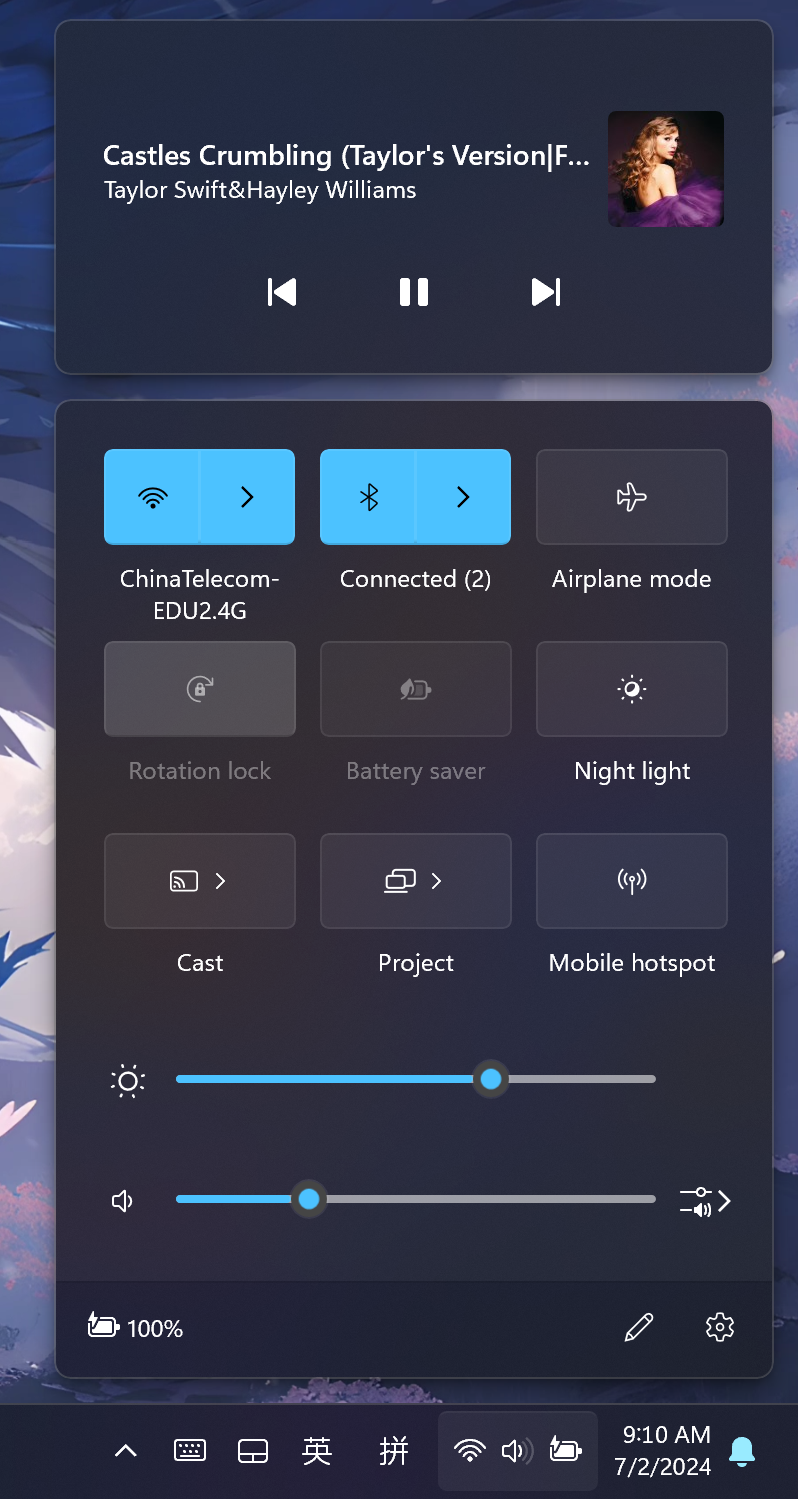 Castles Crumbling (Taylor's Version|F...
Taylor Swift&Hayley Williams
ChinaTelecom-
EDU2.4G
Connected (2)
Airplane mode
Rotation lock
Battery saver
Night light
Cast
Project
Mobile hotspot
100%
英
拼
9:10 AM
7/2/2024